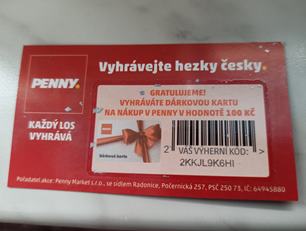 Vyhrávejte hezky česky.
PENNY.
GRATULUJEME!
VYHRÁVÁTE DÁRKOVOU KARTU
NA NÁKUP V PENNY V HODNOTĚ 100 KČ
KAŽDÝ LOS
VYHRÁVÁ
dárková karta
2
VÁŠ VÝHERNÍ KÓD:
2KKJL9K6HI
Pořadatel akce: Penny Market s.r.o., se sídlem Radonice, Počernická 257, PSČ 250 73, IČ: 64945880